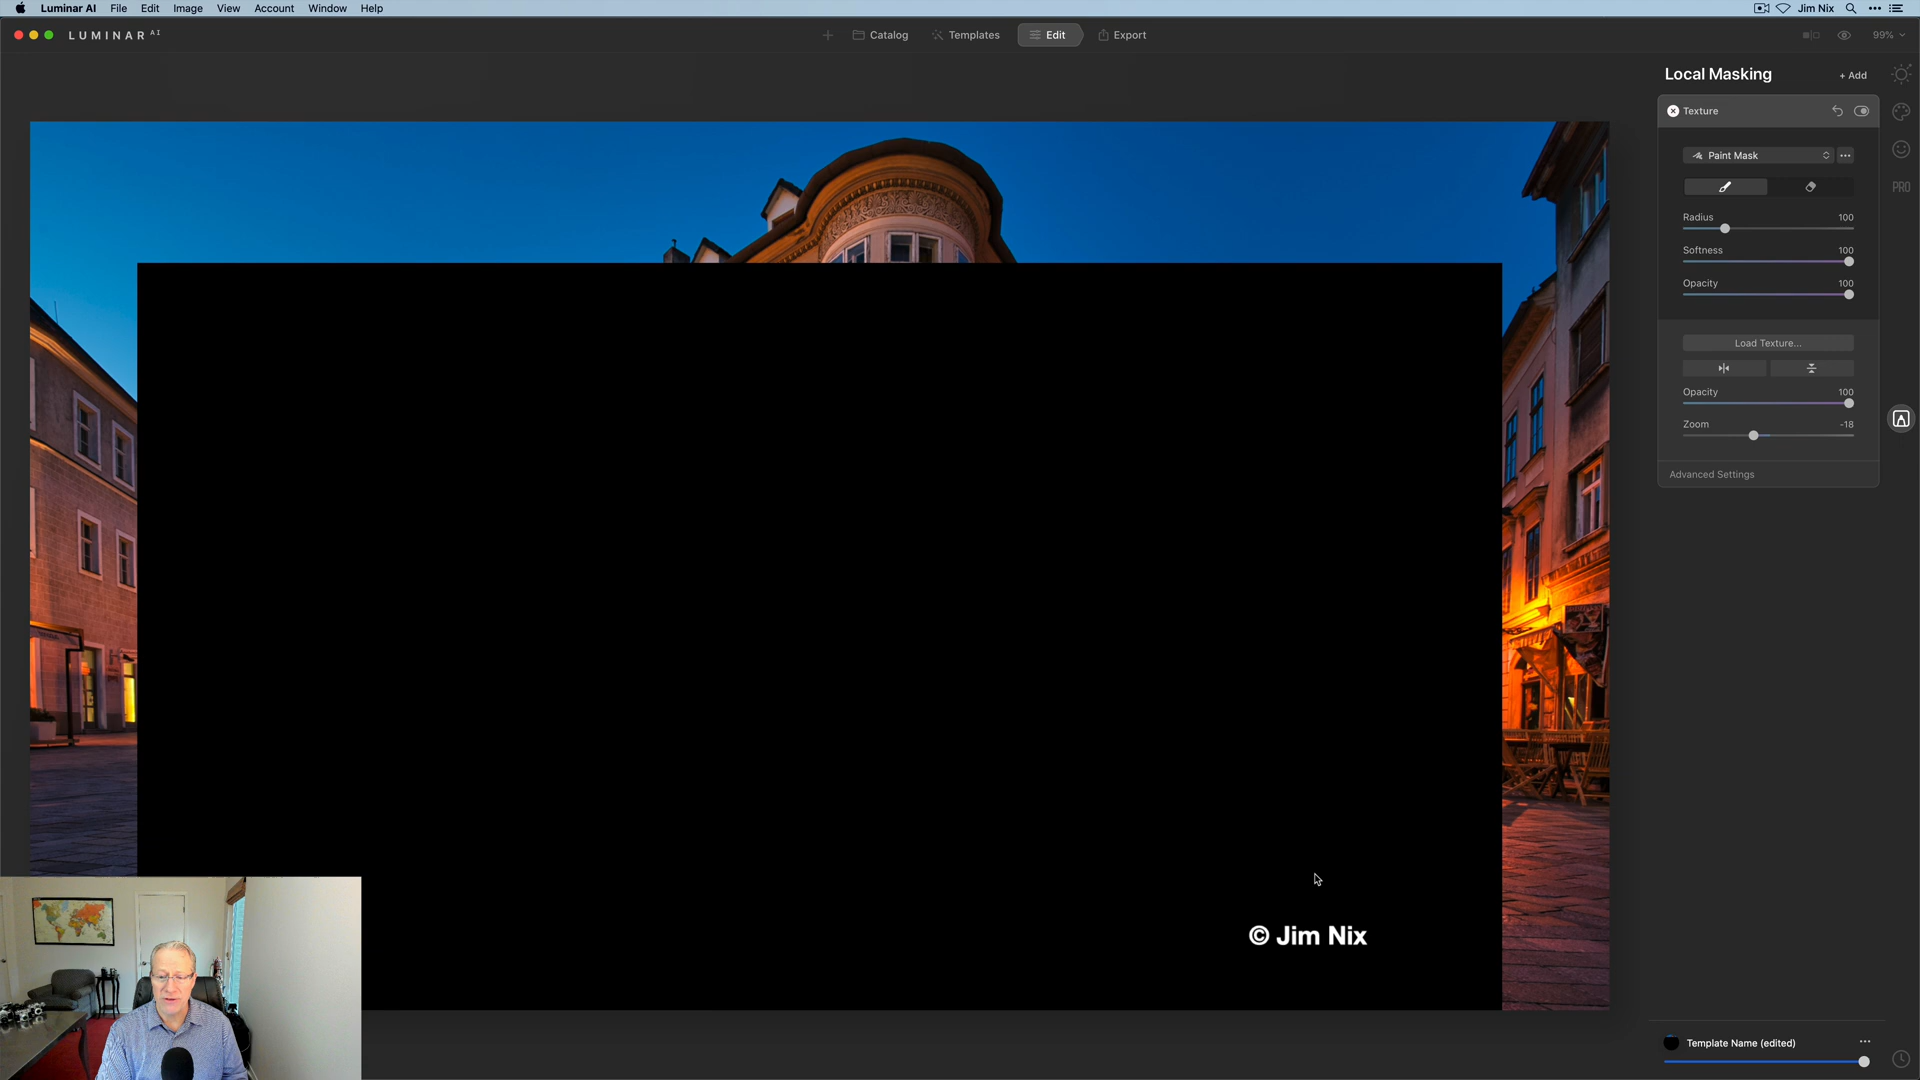 Luminar AI File Edit Image View Account Window Help Jim Nix
LUMINAR AI + Catalog Templates Edit Export 99%
Local Masking + Add
Texture
Paint Mask
PRO
Radius 100
Softness 100
Opacity 100
Load Texture...
Opacity 100
Zoom -18
Advanced Settings
© Jim Nix
Template Name (edited)